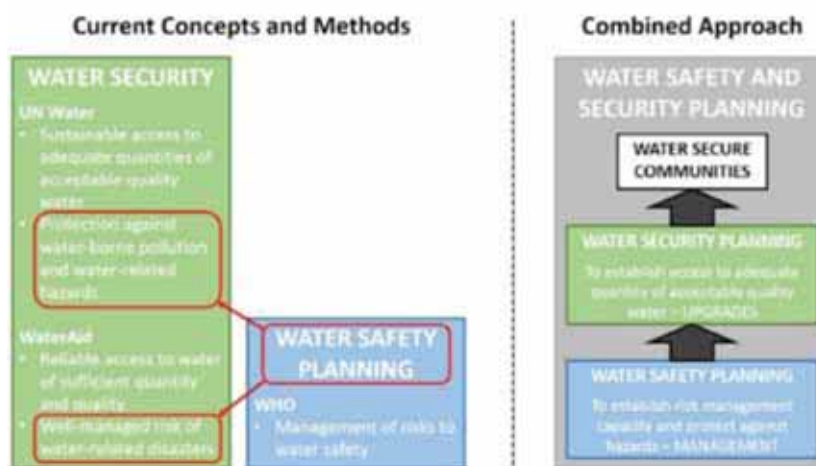 Current Concepts and Methods
WATER SECURITY
UN Water
• Sustainable access to
adequate quantities of
acceptable quality
water
• Protection against
water-borne pollution
and water-related
hazards
WaterAid
• Reliable access to water
of sufficient quantity
and quality
• Well-managed risk of
water-related disasters
WATER SAFETY
PLANNING
WHO
• Management of risks to
water safety
Combined Approach
WATER SAFETY AND
SECURITY PLANNING
WATER SECURE
COMMUNITIES
WATER SECURITY PLANNING
To establish access to adequate
quantity of acceptable quality
water – UPGRADES
WATER SAFETY PLANNING
To establish risk management
capacity and protect against
hazards – MANAGEMENT